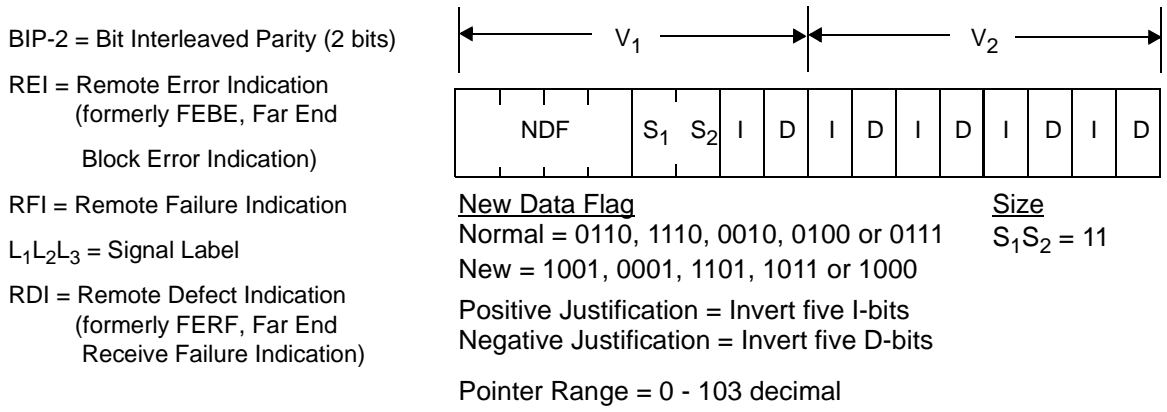 BIP-2 = Bit Interleaved Parity (2 bits)
REI = Remote Error Indication
(formerly FEBE, Far End
Block Error Indication)
RFI = Remote Failure Indication
L1L2L3 = Signal Label
RDI = Remote Defect Indication
(formerly FERF, Far End
Receive Failure Indication)
V1 V2
NDF S1 S2 I D I D I D I D I D
New Data Flag
Normal = 0110, 1110, 0010, 0100 or 0111
New = 1001, 0001, 1101, 1011 or 1000
Size
S1S2 = 11
Positive Justification = Invert five I-bits
Negative Justification = Invert five D-bits
Pointer Range = 0 - 103 decimal